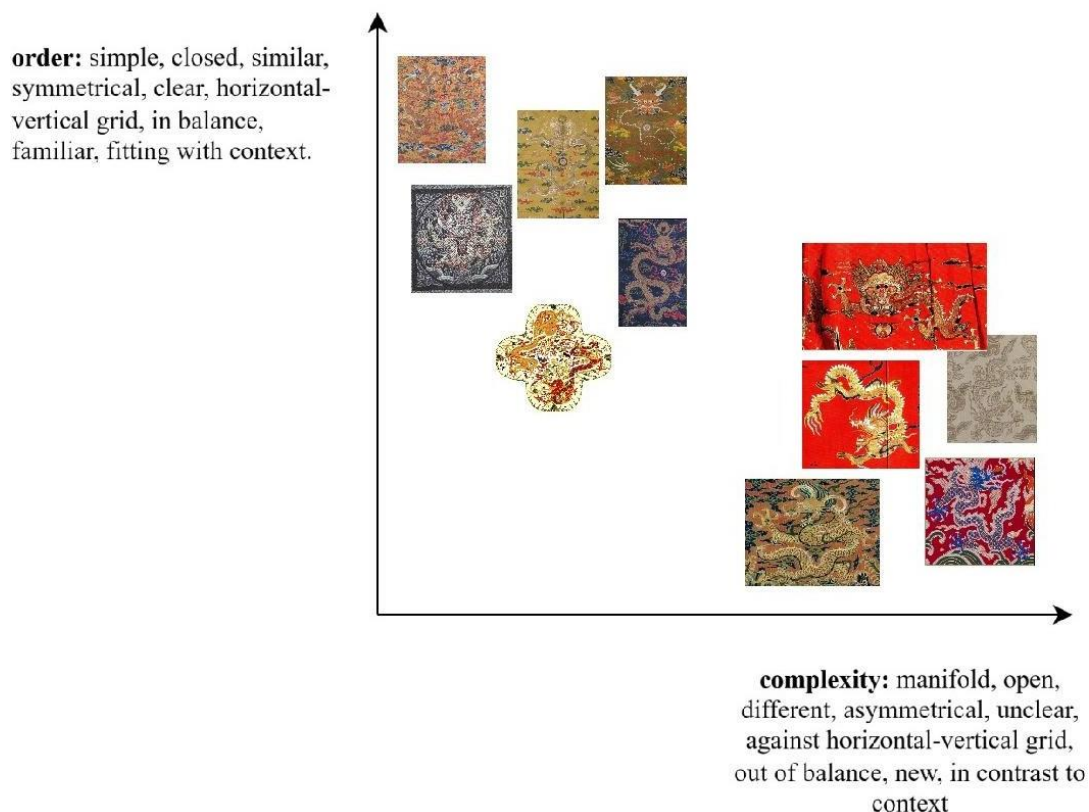 order: simple, closed, similar,
symmetrical, clear, horizontal-
vertical grid, in balance,
familiar, fitting with context.
complexity: manifold, open,
different, asymmetrical, unclear,
against horizontal-vertical grid,
out of balance, new, in contrast to
context